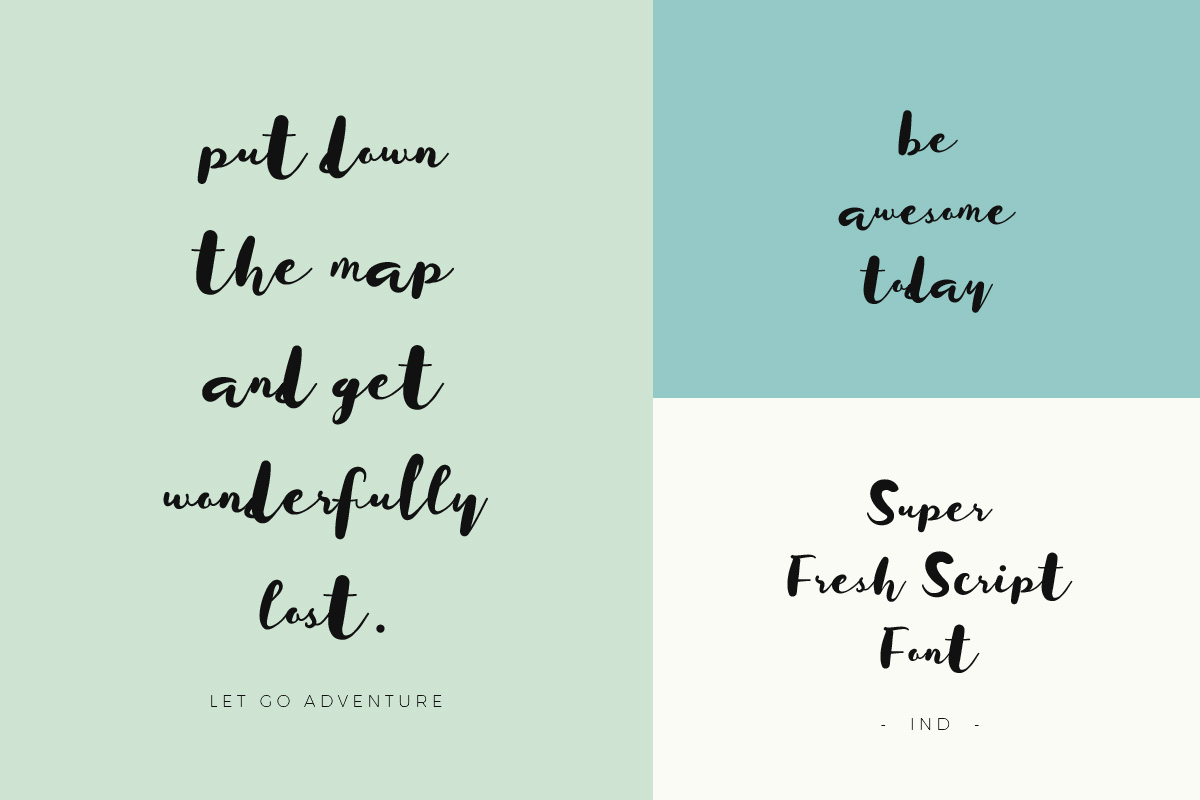 put down
the map
and get
wonderfully
lost.
LET GO ADVENTURE
be
awesome
today
Super
Fresh Script
Font
- IND -